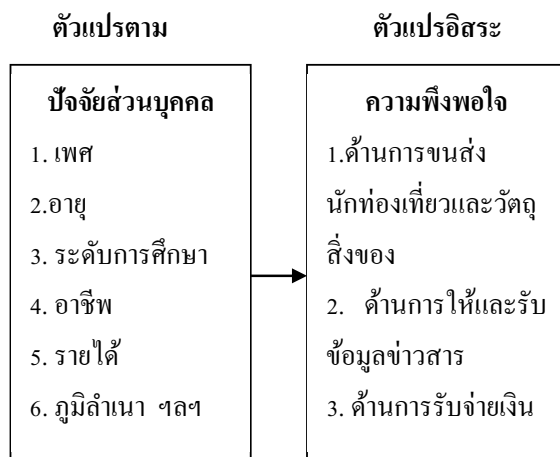 ตัวแปรตาม
ตัวแปรอิสระ
ปัจจัยส่วนบุคคล
1. เพศ
2.อายุ
3. ระดับการศึกษา
4. อาชีพ
5. รายได้
6. ภูมิลำเนา ฯลฯ
ความพึงพอใจ
1.ด้านการขนส่ง
นักท่องเที่ยวและวัตถุ
สิ่งของ
2. ด้านการให้และรับ
ข้อมูลข่าวสาร
3. ด้านการรับจ่ายเงิน